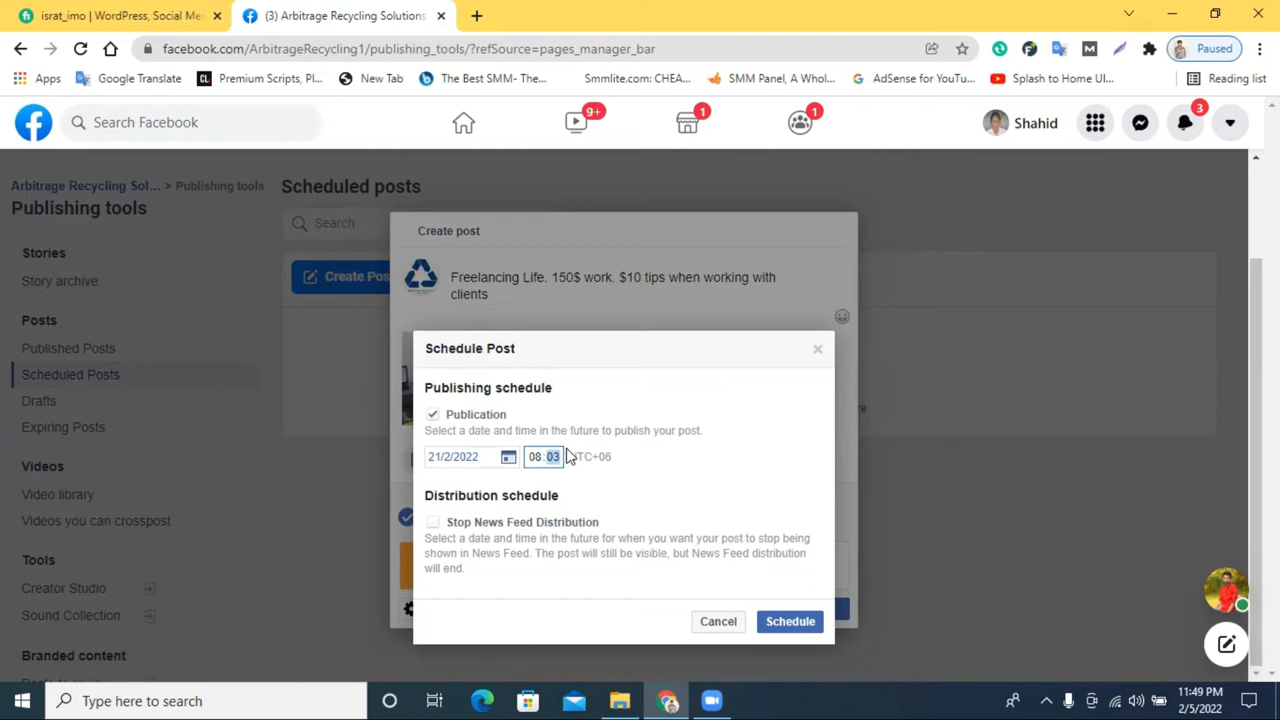 israt_imo | WordPress, Social Me
(3) Arbitrage Recycling Solutions
facebook.com/ArbitrageRecycling1/publishing_tools/?refSource=pages_manager_bar
Paused
Apps
Google Translate
Premium Scripts, Pl...
New Tab
The Best SMM- The...
Smmlite.com: CHEA...
SMM Panel, A Whol...
AdSense for YouTu...
Splash to Home UI...
Reading list
Search Facebook
9+
1
1
Shahid
3
Arbitrage Recycling Sol... > Publishing tools
Publishing tools
Stories
Story archive
Posts
Published Posts
Scheduled Posts
Drafts
Expiring Posts
Videos
Video library
Videos you can crosspost
Tools
Creator Studio
Sound Collection
Branded content
Scheduled posts
Search
Create Pos
Create post
Freelancing Life. 150$ work. $10 tips when working with
clients
Schedule Post
Publishing schedule
Publication
Select a date and time in the future to publish your post.
21/2/2022
08:03
TC+06
Distribution schedule
Stop News Feed Distribution
Select a date and time in the future for when you want your post to stop being
shown in News Feed. The post will still be visible, but News Feed distribution
will end.
Cancel
Schedule
Type here to search
11:49 PM
2/5/2022